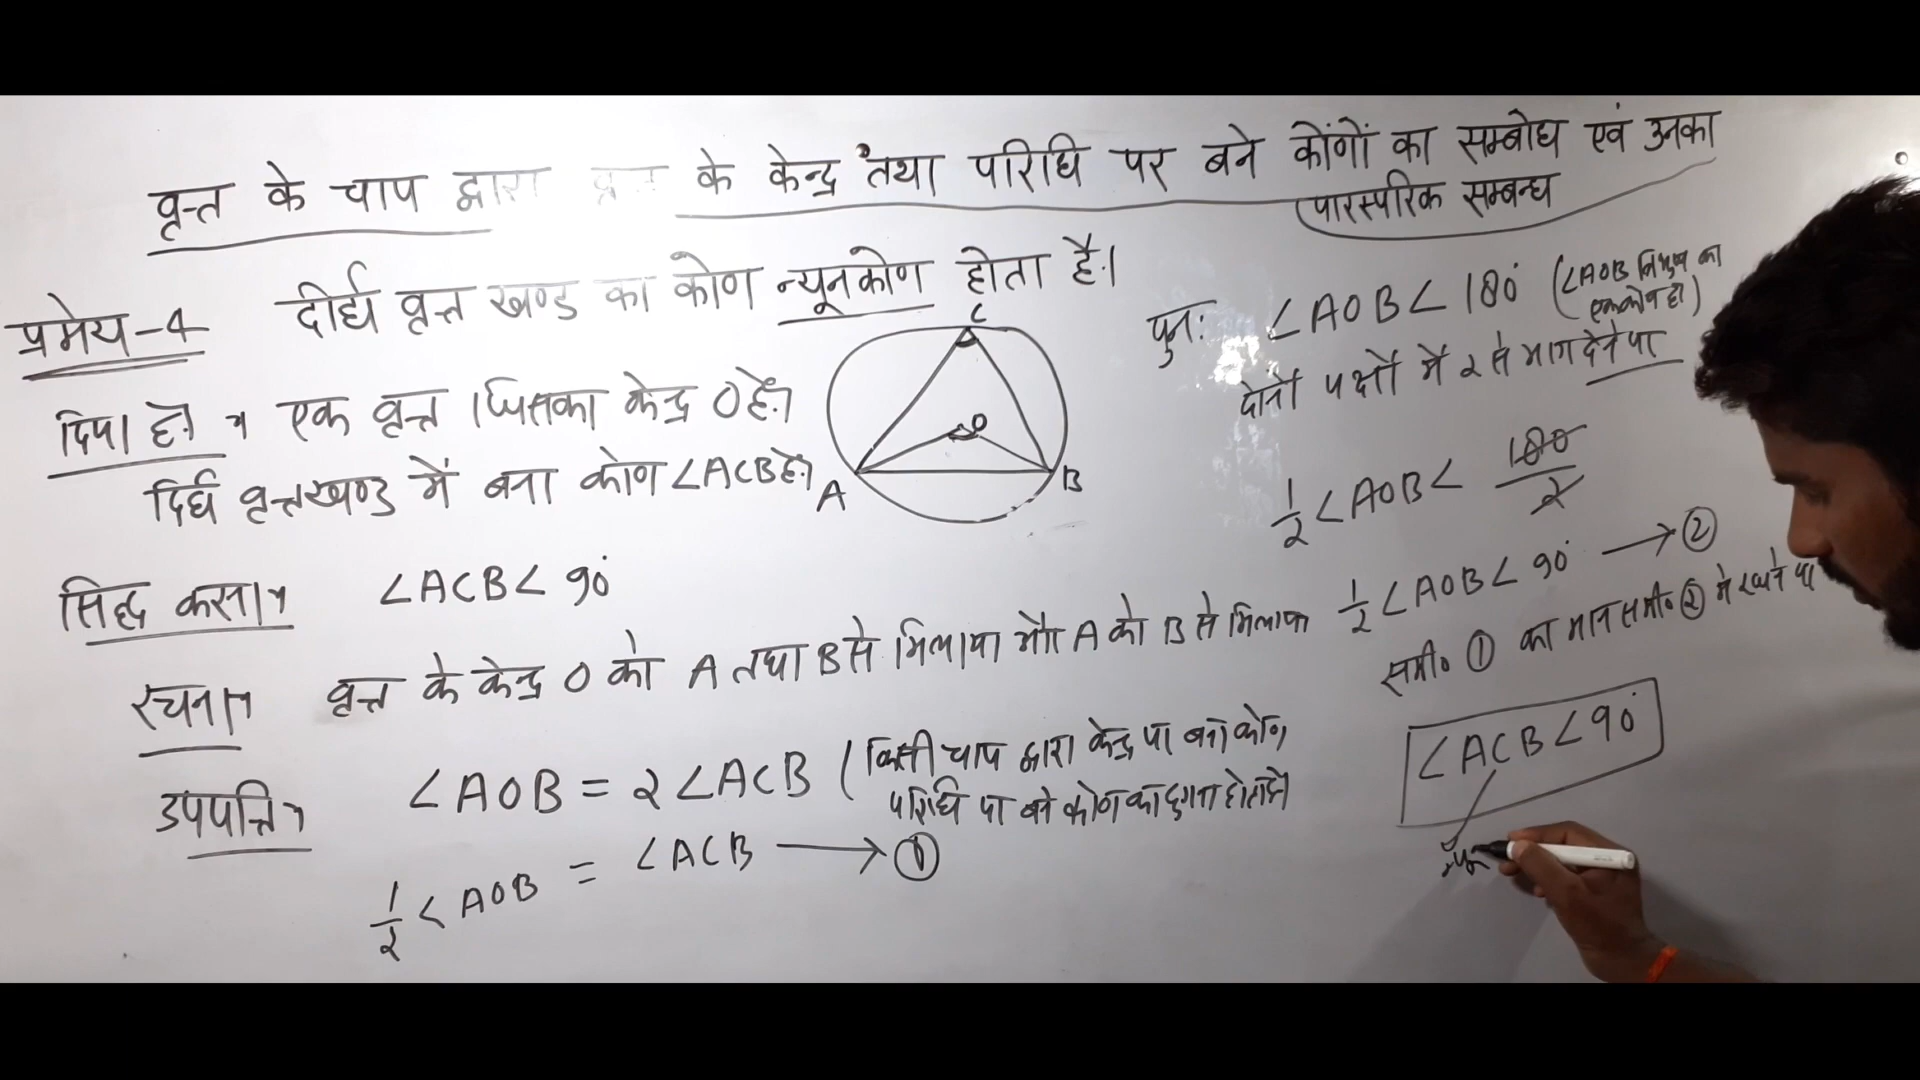 वृत्त के चाप द्वारा वृत्त के केन्द्र तथा परिधि पर बने कोंगों का सम्बोध एवं उनका
पारस्परिक सम्बन्ध
प्रमेय-4 दीर्घ वृत्त खण्ड का कोण न्यूनकोण होता है।
दिया है एक वृत्त जिसका केन्द्र O है।
दिर्घ वृत्तखण्ड में बना कोण ∠ACB है।
C
O
A
B
सिद्ध करना ∠ACB < 90°
रचना वृत्त के केन्द्र O को A तथा B से मिलाया और A को B से मिलाया
उपपत्ति ∠AOB = 2∠ACB (किसी चाप द्वारा केन्द्र पर बना कोण
परिधि पर बने कोण का दुगना होता है)
1/2 ∠AOB = ∠ACB → ①
पुनः ∠AOB < 180° (∠AOB त्रिभुज का
एक कोण है)
दोनों पक्षों में 2 से भाग देने पर
1/2 ∠AOB < 180/2
1/2 ∠AOB < 90° → ②
समी० ① का मान समी० ② में रखने पर
∠ACB < 90°
न्यून